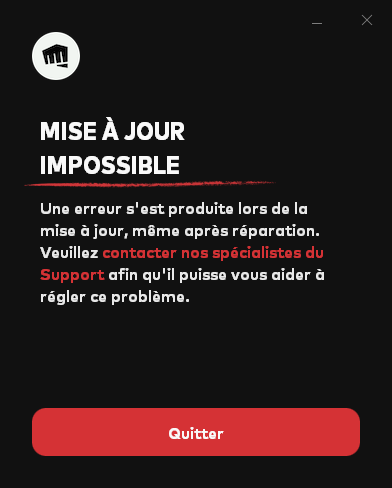 MISE À JOUR
IMPOSSIBLE
Une erreur s'est produite lors de la
mise à jour, même après réparation.
Veuillez contacter nos spécialistes du
Support afin qu'il puisse vous aider à
régler ce problème.
Quitter